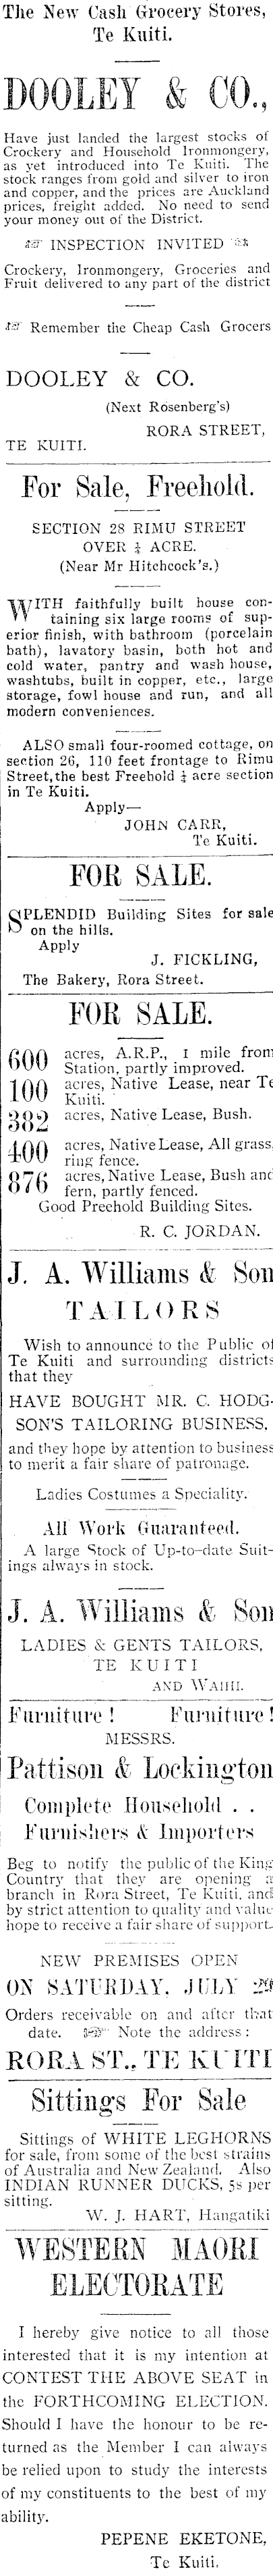 The New Cash Grocery Stores,
Te Kuiti.
DOOLEY & CO.,
Have just landed the largest stocks of
Crockery and Household Ironmongery,
as yet introduced into Te Kuiti. The
stock ranges from gold and silver to iron
and copper, and the prices are Auckland
prices, freight added. No need to send
your money out of the District.
INSPECTION INVITED
Crockery, Ironmongery, Groceries and
Fruit delivered to any part of the district
Remember the Cheap Cash Grocers
DOOLEY & CO.
(Next Rosenberg's)
RORA STREET,
TE KUITI.
For Sale, Freehold.
SECTION 28 RIMU STREET
OVER ¼ ACRE.
(Near Mr Hitchcock's.)
WITH faithfully built house con-
taining six large rooms of sup-
erior finish, with bathroom (porcelain
bath), lavatory basin, both hot and
cold water, pantry and wash house,
washtubs, built in copper, etc., large
storage, fowl house and run, and all
modern conveniences.
ALSO small four-roomed cottage, on
section 26, 110 feet frontage to Rimu
Street, the best Freehold ¼ acre section
in Te Kuiti.
Apply—
JOHN CARR,
Te Kuiti.
FOR SALE.
SPLENDID Building Sites for sale
on the hills.
Apply
J. FICKLING,
The Bakery, Rora Street.
FOR SALE.
600 acres, A.R.P., 1 mile from
Station, partly improved.
100 acres, Native Lease, near Te
Kuiti.
382 acres, Native Lease, Bush.
400 acres, Native Lease, All grass,
ring fence.
876 acres, Native Lease, Bush and
fern, partly fenced.
Good Preehold Building Sites.
R. C. JORDAN.
J. A. Williams & Son
TAILORS
Wish to announce to the Public of
Te Kuiti and surrounding districts
that they
HAVE BOUGHT MR. C. HODG-
SON'S TAILORING BUSINESS,
and they hope by attention to business
to merit a fair share of patronage.
Ladies Costumes a Speciality.
All Work Guaranteed.
A large Stock of Up-to-date Suit-
ings always in stock.
J. A. Williams & Son
LADIES & GENTS TAILORS,
TE KUITI
AND WAIHI.
Furniture! Furniture!
MESSRS.
Pattison & Lockington
Complete Household . .
Furnishers & Importers
Beg to notify the public of the King
Country that they are opening a
branch in Rora Street, Te Kuiti, and
by strict attention to quality and value
hope to receive a fair share of support.
NEW PREMISES OPEN
ON SATURDAY, JULY 29
Orders receivable on and after that
date. Note the address:
RORA ST., TE KUITI
Sittings For Sale
Sittings of WHITE LEGHORNS
for sale, from some of the best strains
of Australia and New Zealand. Also
INDIAN RUNNER DUCKS, 5s per
sitting.
W. J. HART, Hangatiki
WESTERN MAORI
ELECTORATE
I hereby give notice to all those
interested that it is my intention at
CONTEST THE ABOVE SEAT in
the FORTHCOMING ELECTION.
Should I have the honour to be re-
turned as the Member I can always
be relied upon to study the interests
of my constituents to the best of my
ability.
PEPENE EKETONE,
Te Kuiti.